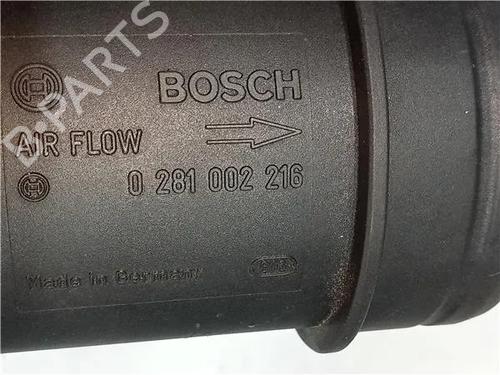 BOSCH
AIR FLOW
0 281 002 216
Made in Germany
B-PARTS